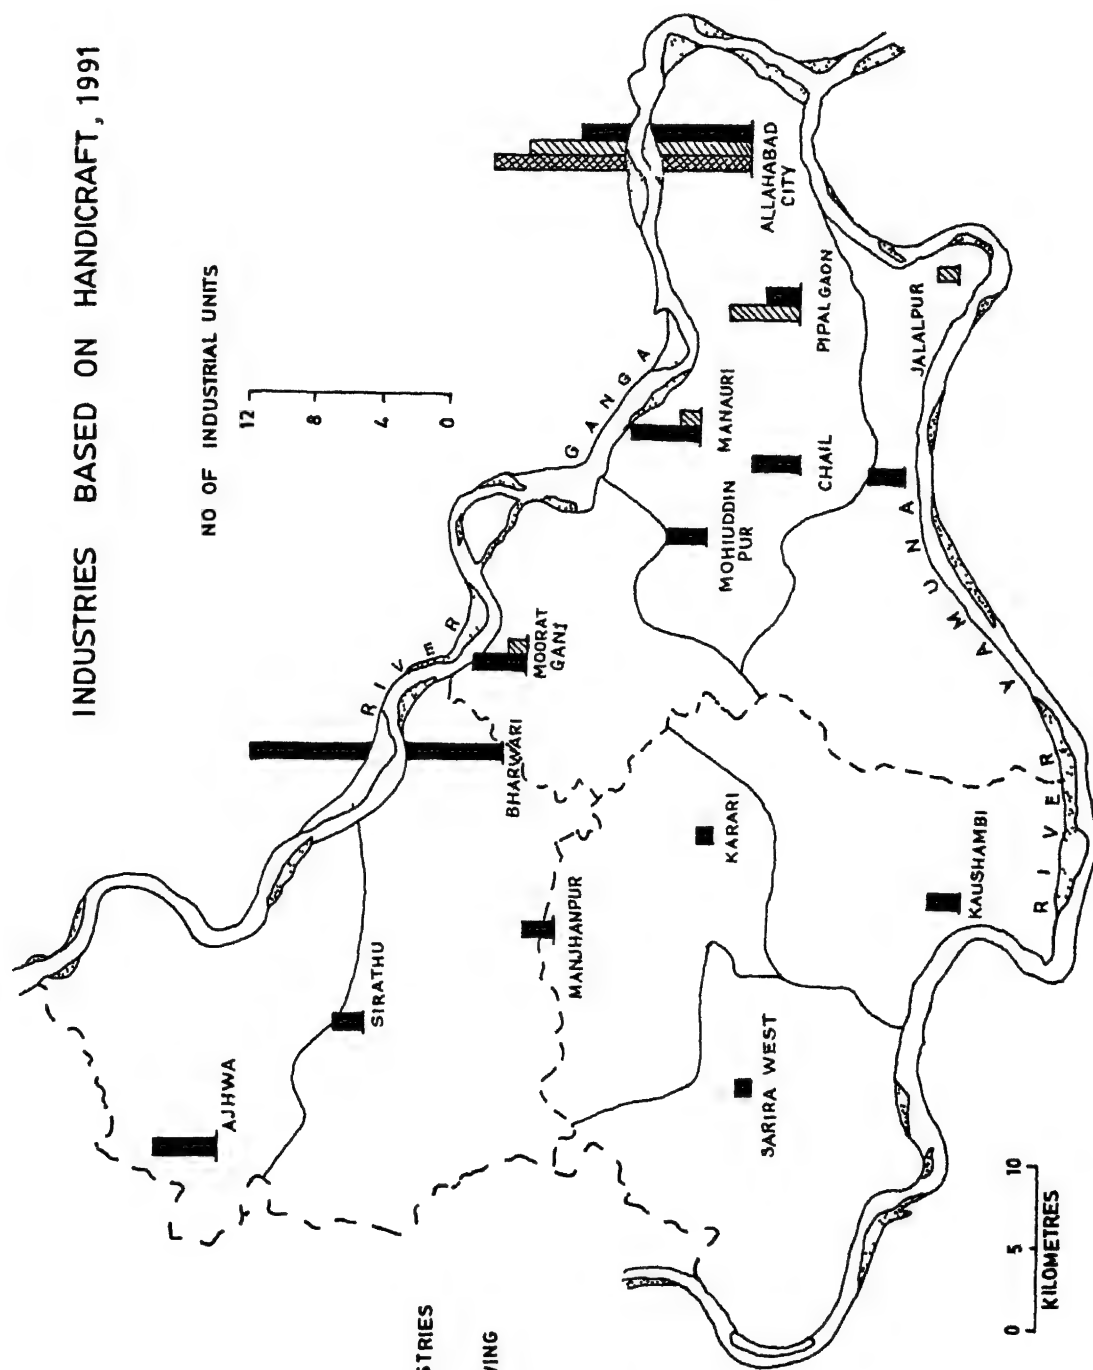 INDUSTRIES BASED ON HANDICRAFT, 1991
NO OF INDUSTRIAL UNITS
12
8
4
0
RIVER GANGA
AJHWA
SIRATHU
BHARWARI
MOORAT
GANJ
MANJHANPUR
KARARI
SARIRA WEST
KAUSHAMBI
MOHIUDDIN
PUR
MANAURI
CHAIL
PIPALGAON
ALLAHABAD
CITY
JALALPUR
RIVER YAMUNA
STRIES
VING
0 5 10
KILOMETRES